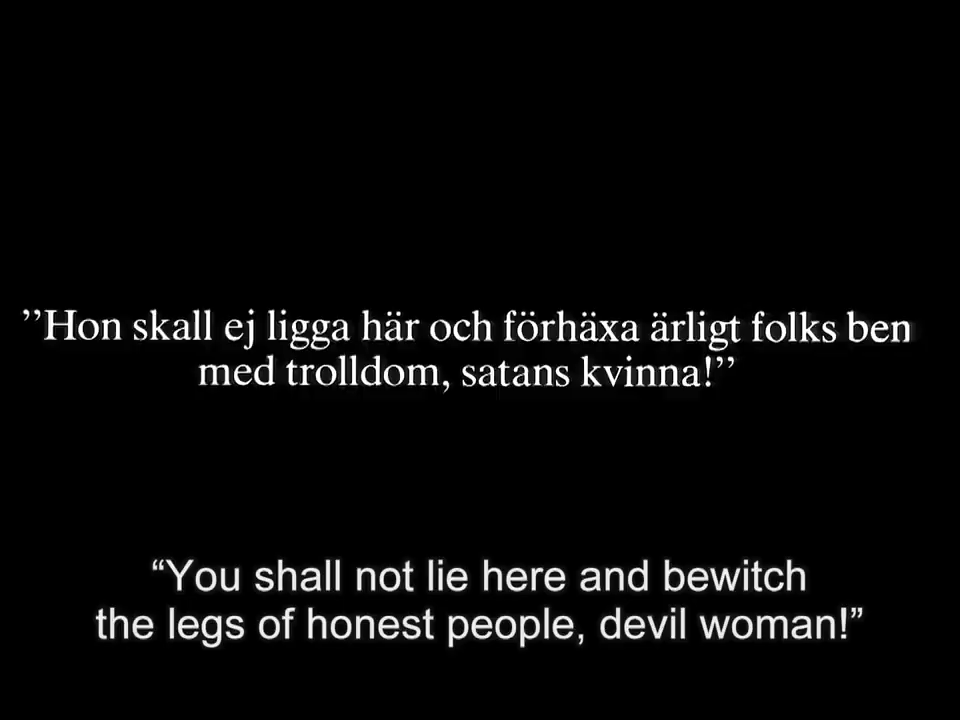 ”Hon skall ej ligga här och förhäxa ärligt folks ben
med trolldom, satans kvinna!”
“You shall not lie here and bewitch
the legs of honest people, devil woman!”